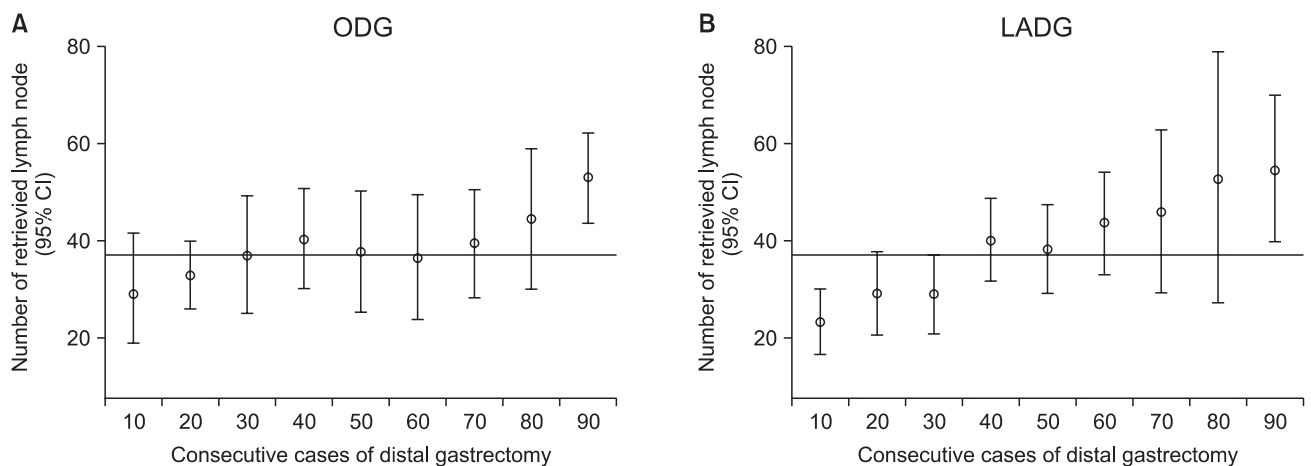 A
ODG
80
60
40
20
Number of retrievied lymph node
(95% CI)
10 20 30 40 50 60 70 80 90
Consecutive cases of distal gastrectomy
B
LADG
80
60
40
20
Number of retrievied lymph node
(95% CI)
10 20 30 40 50 60 70 80 90
Consecutive cases of distal gastrectomy